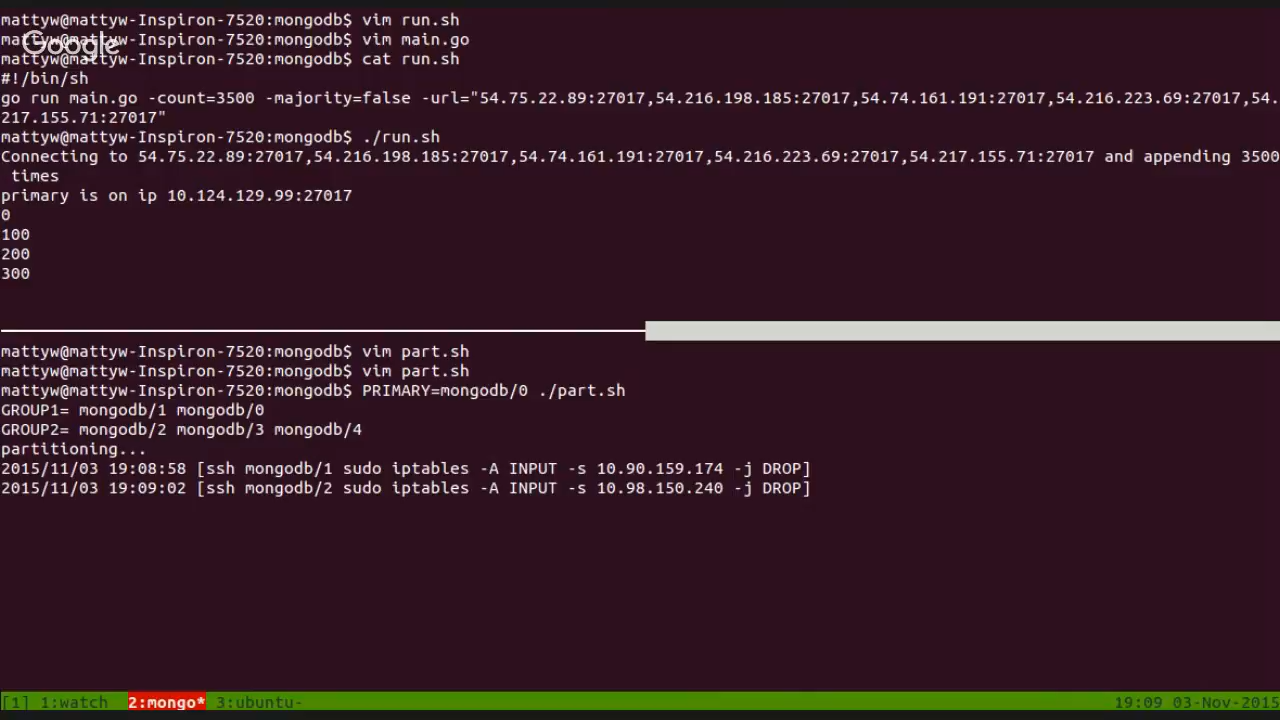 mattyw@mattyw-Inspiron-7520:mongodb$ vim run.sh
mattyw@mattyw-Inspiron-7520:mongodb$ vim main.go
Google
mattyw@mattyw-Inspiron-7520:mongodb$ cat run.sh
#!/bin/sh
go run main.go -count=3500 -majority=false -url="54.75.22.89:27017,54.216.198.185:27017,54.74.161.191:27017,54.216.223.69:27017,54.
217.155.71:27017"
mattyw@mattyw-Inspiron-7520:mongodb$ ./run.sh
Connecting to 54.75.22.89:27017,54.216.198.185:27017,54.74.161.191:27017,54.216.223.69:27017,54.217.155.71:27017 and appending 3500
times
primary is on ip 10.124.129.99:27017
0
100
200
300
mattyw@mattyw-Inspiron-7520:mongodb$ vim part.sh
mattyw@mattyw-Inspiron-7520:mongodb$ vim part.sh
mattyw@mattyw-Inspiron-7520:mongodb$ PRIMARY=mongodb/0 ./part.sh
GROUP1= mongodb/1 mongodb/0
GROUP2= mongodb/2 mongodb/3 mongodb/4
partitioning...
2015/11/03 19:08:58 [ssh mongodb/1 sudo iptables -A INPUT -s 10.90.159.174 -j DROP]
2015/11/03 19:09:02 [ssh mongodb/2 sudo iptables -A INPUT -s 10.98.150.240 -j DROP]
[1] 1:watch 2:mongo* 3:ubuntu- 19:09 03-Nov-2015